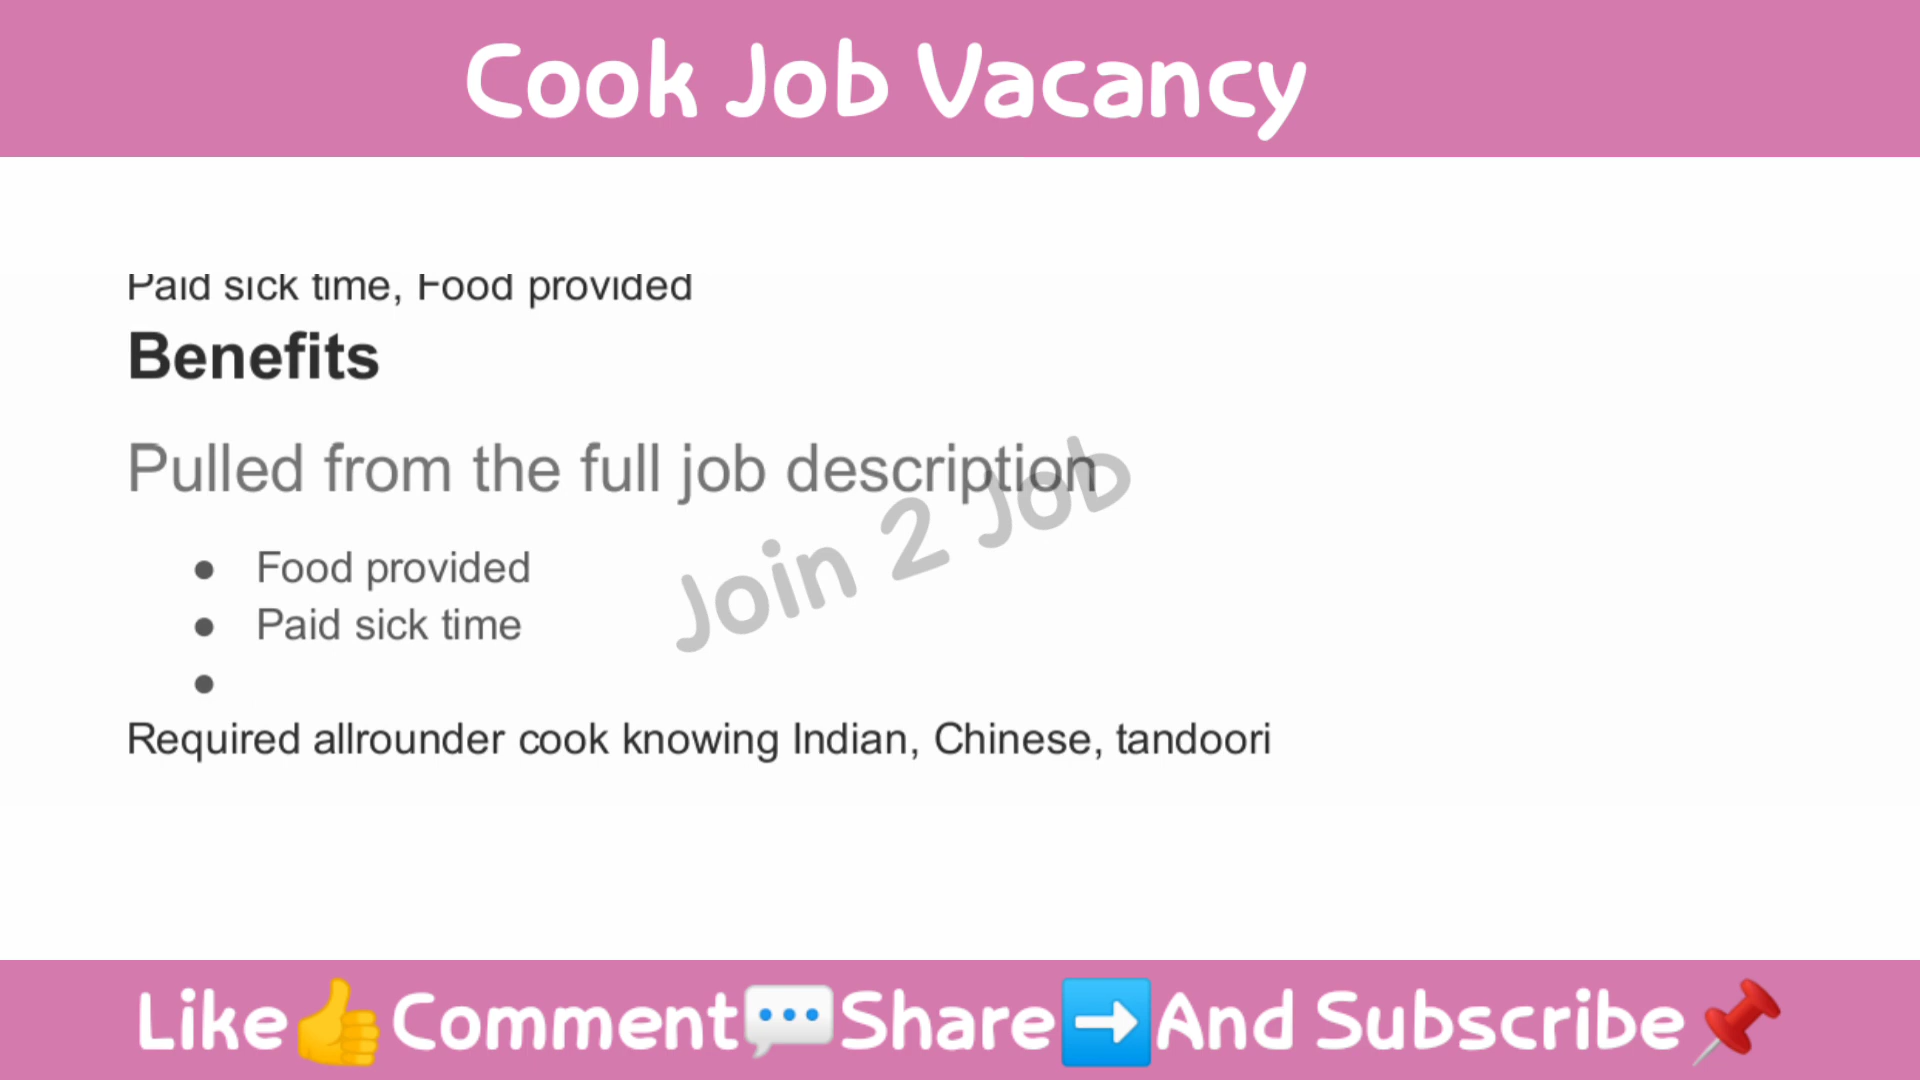 Cook Job Vacancy
Paid sick time, Food provided
Benefits
Pulled from the full job description
Join 2 Job
● Food provided
● Paid sick time
●
Required allrounder cook knowing Indian, Chinese, tandoori
Like👍Comment💬Share➡️And Subscribe📌